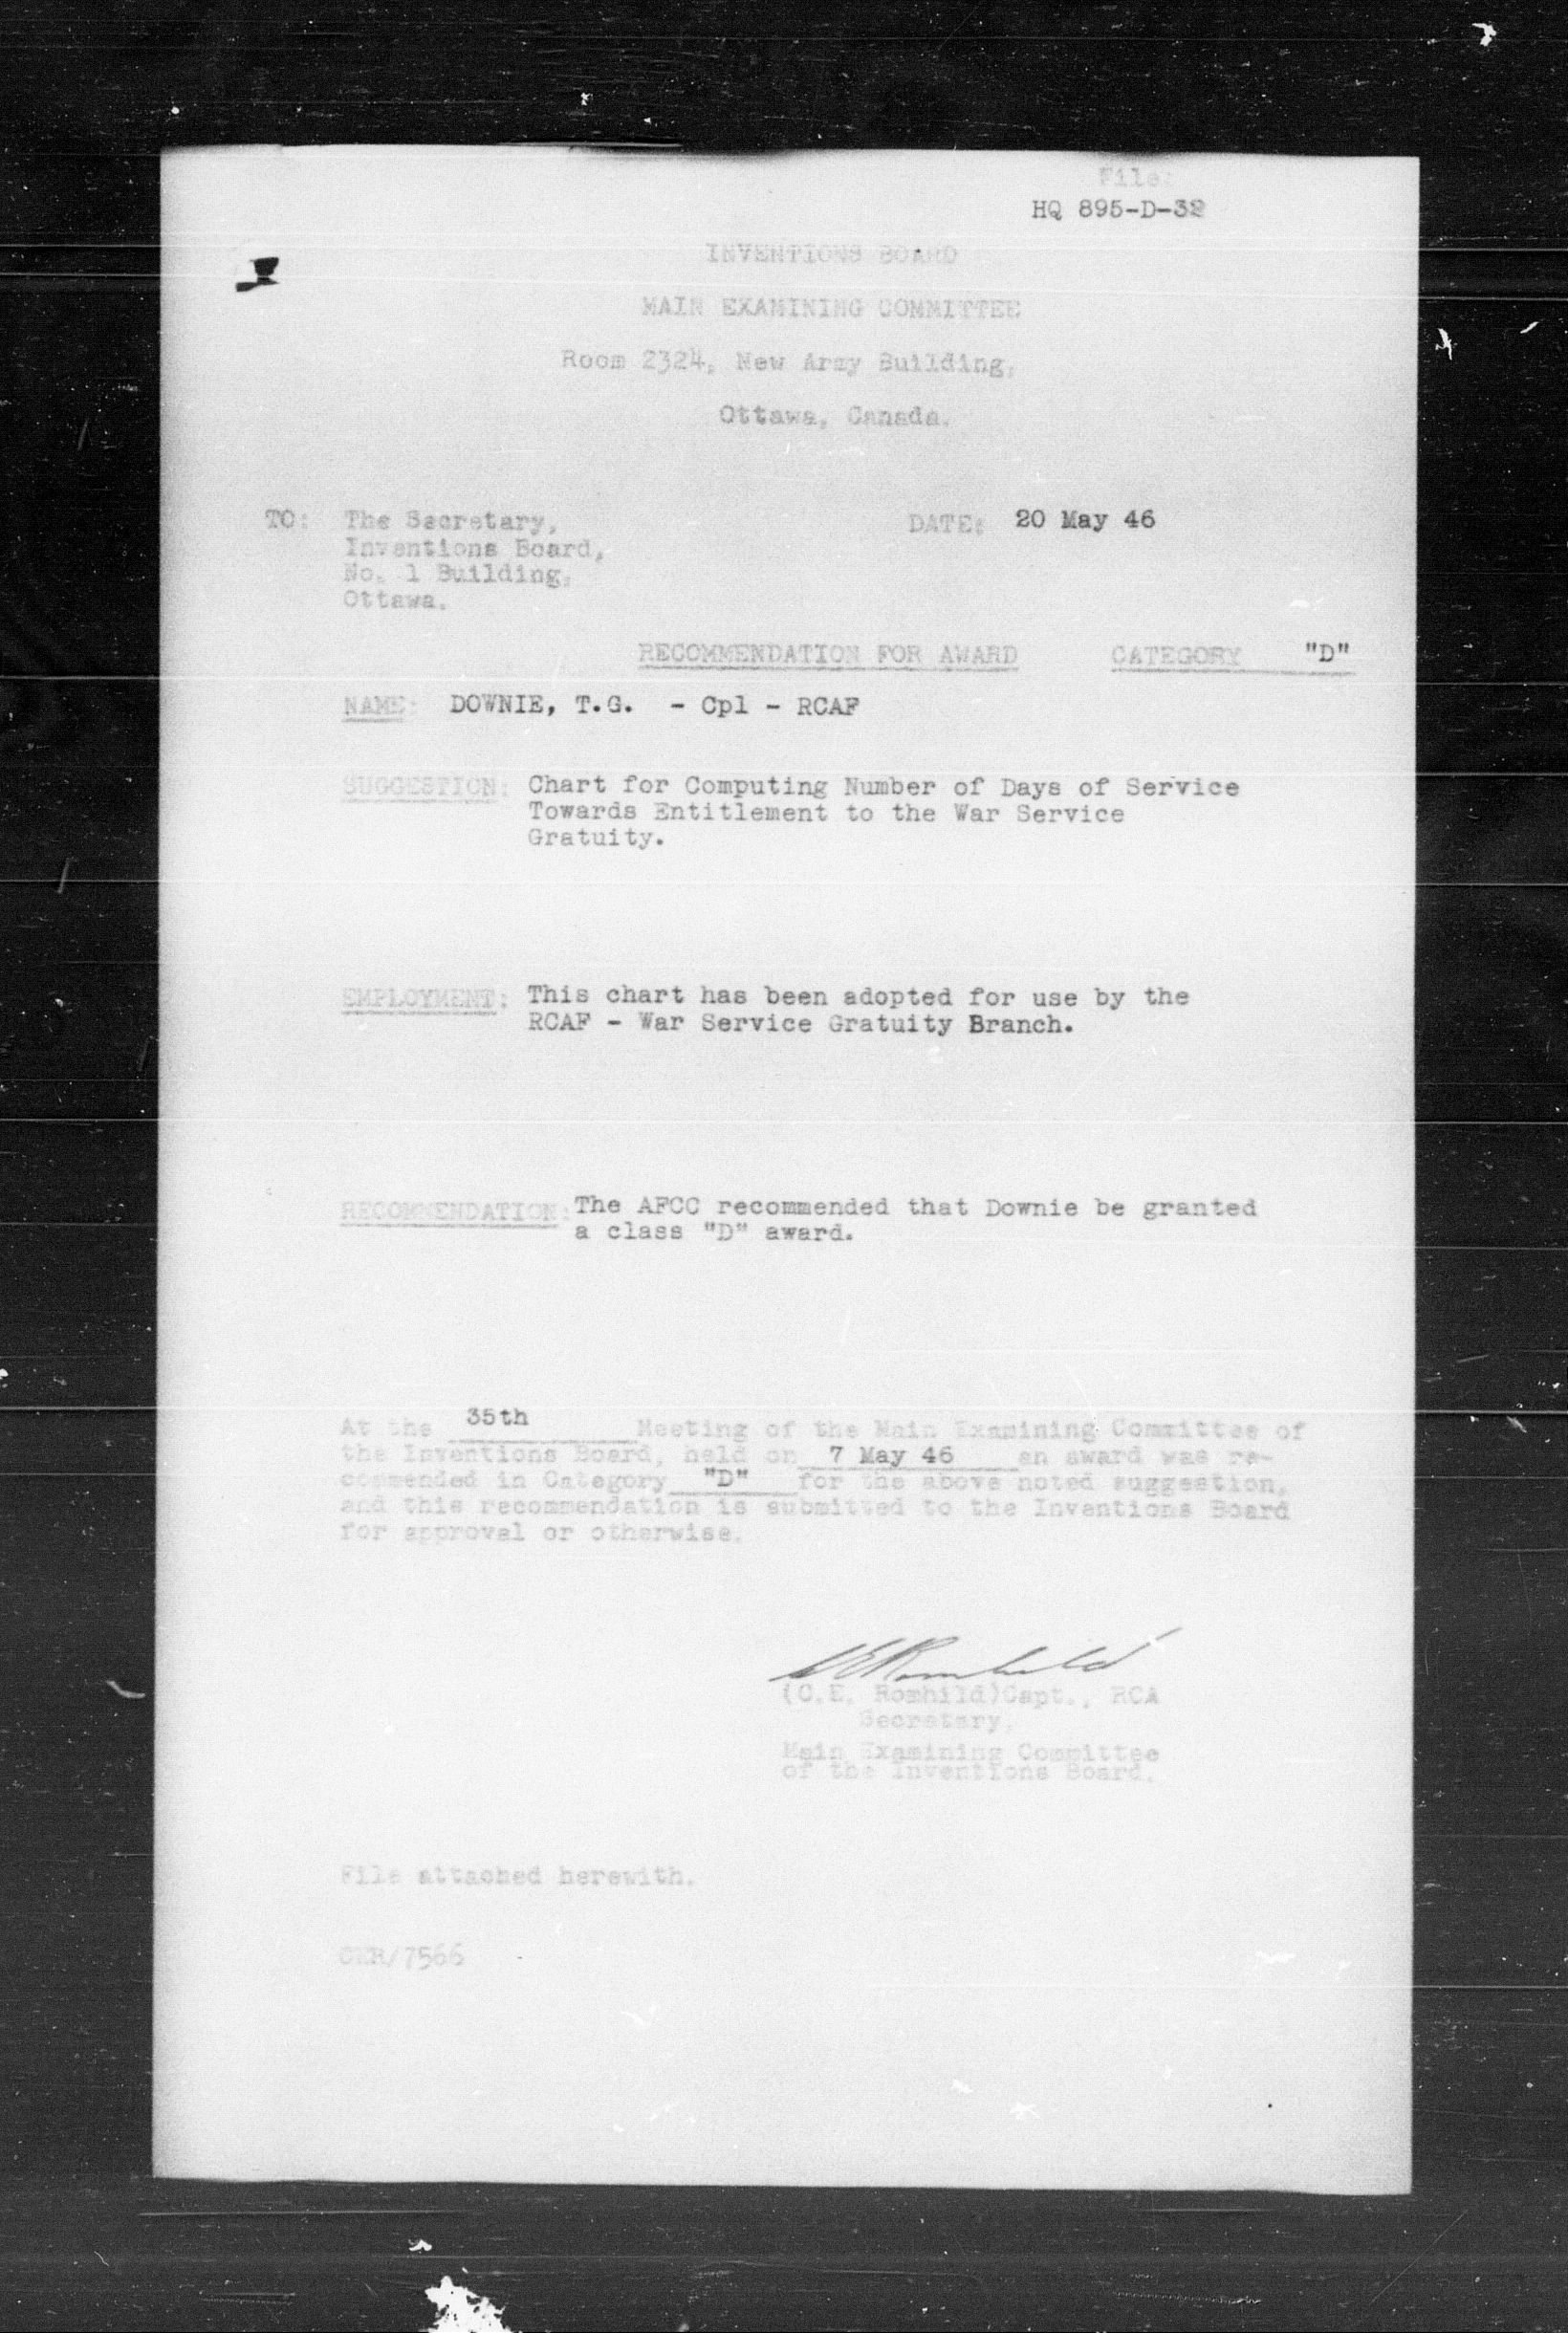 File:
HQ 895-D-32
INVENTIONS BOARD
MAIN EXAMINING COMMITTEE
Room 2324, New Army Building,
Ottawa, Canada.
TO: The Secretary, DATE: 20 May 46
Inventions Board,
No. 1 Building,
Ottawa.
RECOMMENDATION FOR AWARD CATEGORY "D"
NAME: DOWNIE, T.G. - Cpl - RCAF
SUGGESTION: Chart for Computing Number of Days of Service
Towards Entitlement to the War Service
Gratuity.
EMPLOYMENT: This chart has been adopted for use by the
RCAF - War Service Gratuity Branch.
RECOMMENDATION: The AFCC recommended that Downie be granted
a class "D" award.
At the 35th Meeting of the Main Examining Committee of
the Inventions Board, held on 7 May 46 an award was re-
commended in Category "D" for the above noted suggestion,
and this recommendation is submitted to the Inventions Board
for approval or otherwise.
CERomhild
(C.E. Romhild)Capt., RCA
Secretary,
Main Examining Committee
of the Inventions Board.
File attached herewith.
CER/7566